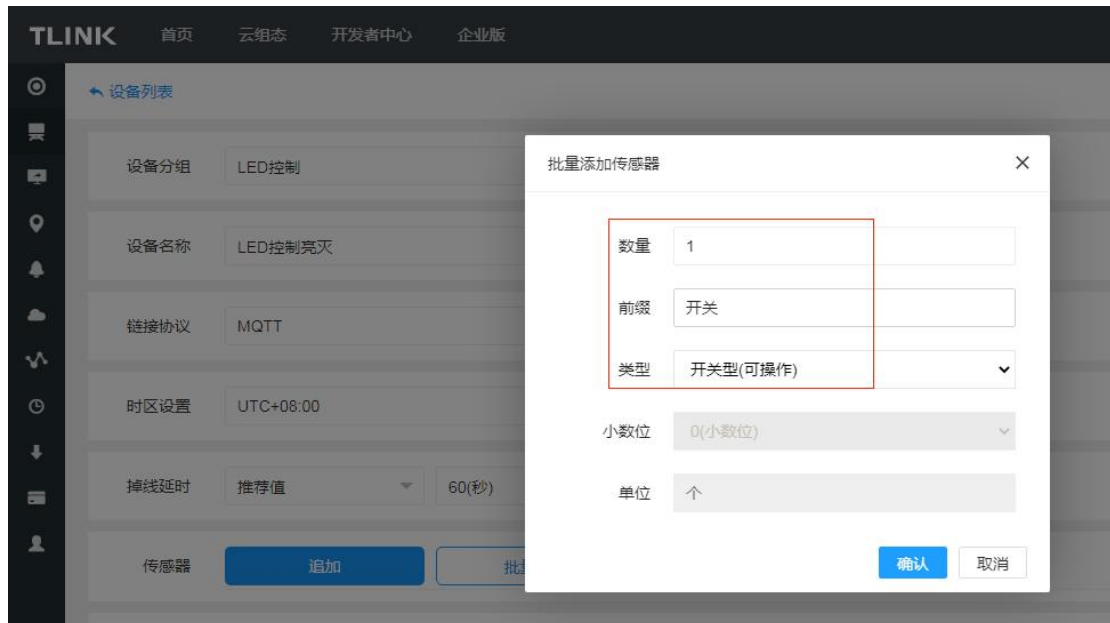 TLINK 首页 云组态 开发者中心 企业版
设备列表
批量添加传感器
设备分组 LED控制
设备名称 LED控制亮灭
链接协议 MQTT
时区设置 UTC+08:00
掉线延时 推荐值 60(秒)
传感器 追加 批
数量 1
前缀 开关
类型 开关型(可操作)
小数位 0(小数位)
单位 个
确认 取消